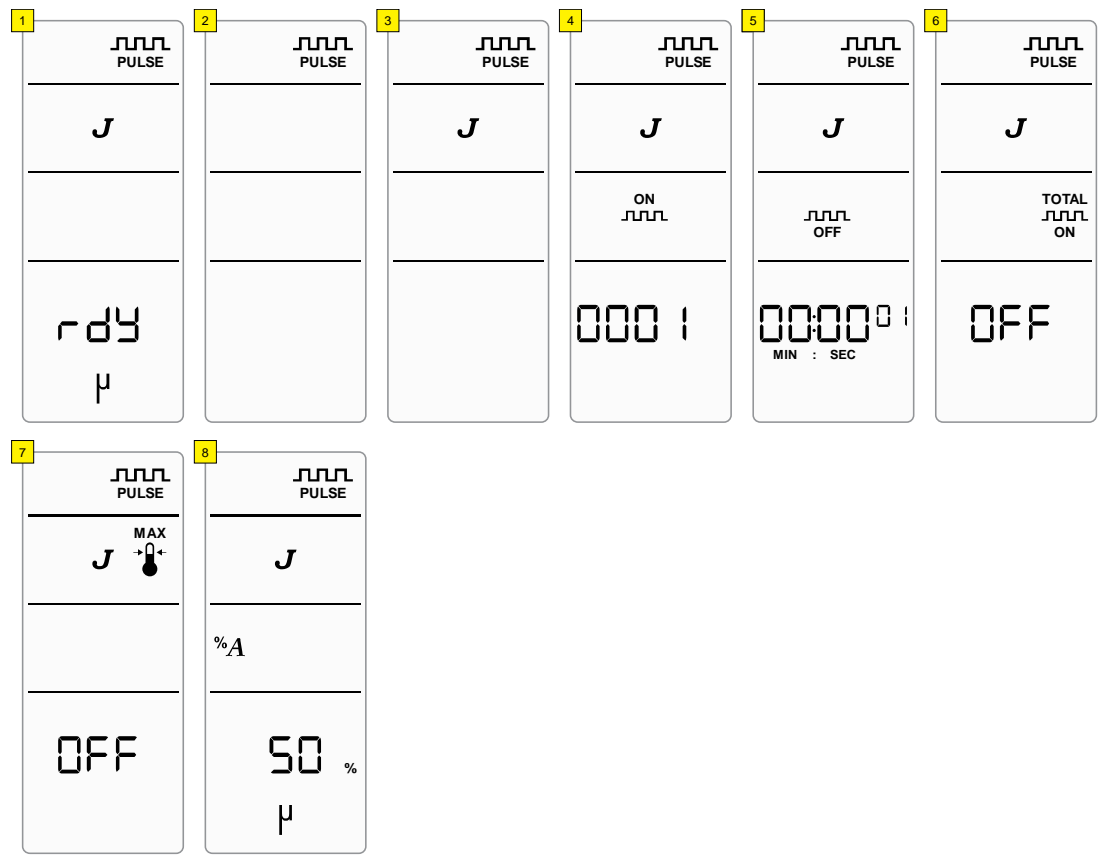 1
PULSE
J
rdy
µ
2
PULSE
3
PULSE
J
4
PULSE
J
ON
0001
5
PULSE
J
OFF
00:00 01
MIN : SEC
6
PULSE
J
TOTAL
ON
OFF
7
PULSE
MAX
J
OFF
8
PULSE
J
%A
50 %
µ